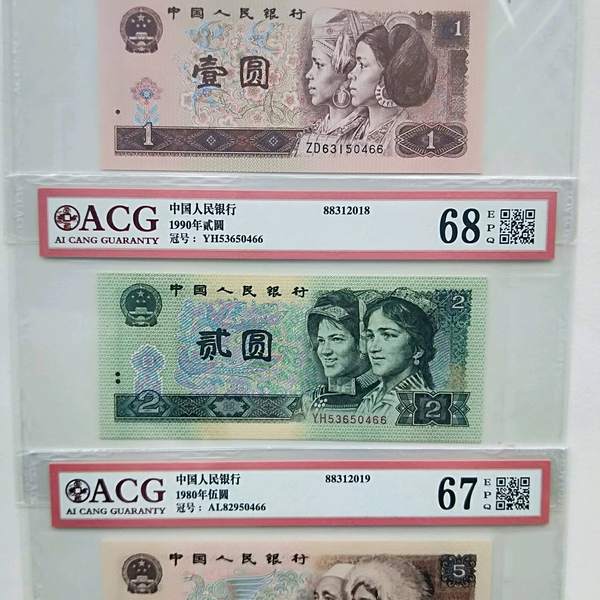 中国人民银行
1
壹圆
1
1
ZD63150466
ACG
AI CANG GUARANTY
中国人民银行
1990年贰圆
冠号： YH53650466
88312018
68
EPQ
中国人民银行
2
贰圆
2
2
YH53650466
ACG
AI CANG GUARANTY
中国人民银行
1980年伍圆
冠号： AL82950466
88312019
67
EPQ
中国人民银行
5